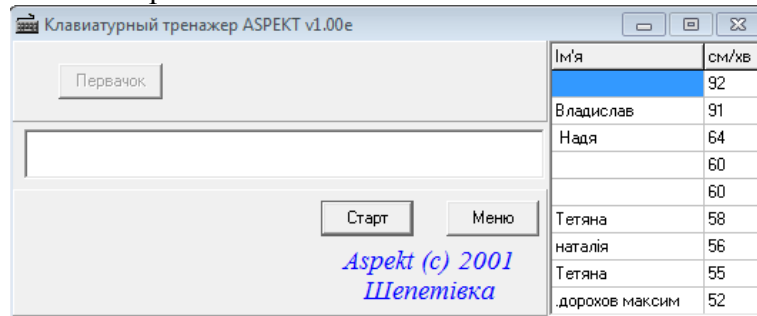 Клавиатурный тренажер ASPEKT v1.00e
Первачок
Старт Меню
Aspekt (c) 2001
Шепетівка
Ім'я см/хв
92
Владислав 91
Надя 64
60
60
Тетяна 58
наталія 56
Тетяна 55
.дорохов максим 52